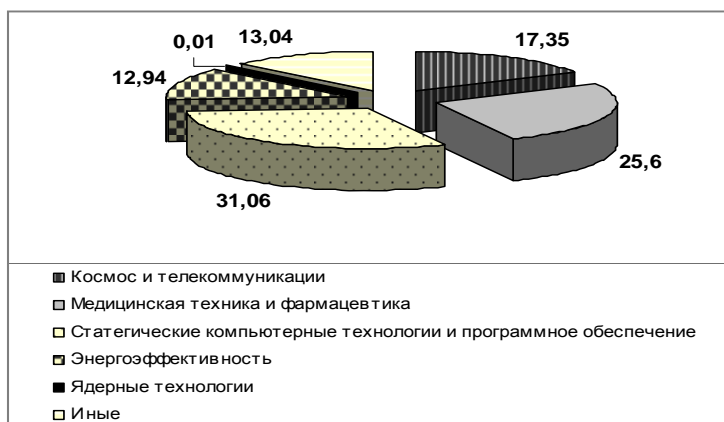 0,01
13,04
17,35
12,94
25,6
31,06
Космос и телекоммуникации
Медицинская техника и фармацевтика
Статегические компьютерные технологии и программное обеспечение
Энергоэффективность
Ядерные технологии
Иные